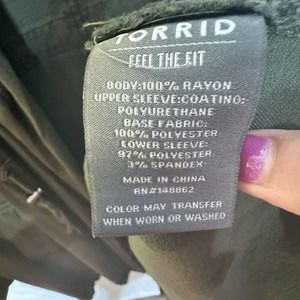 TORRID
FEEL THE FIT
BODY:100% RAYON
UPPER SLEEVE:COATING:
POLYURETHANE
BASE FABRIC:
100% POLYESTER
LOWER SLEEVE:
97% POLYESTER
3% SPANDEX
MADE IN CHINA
RN#148862
COLOR MAY TRANSFER
WHEN WORN OR WASHED